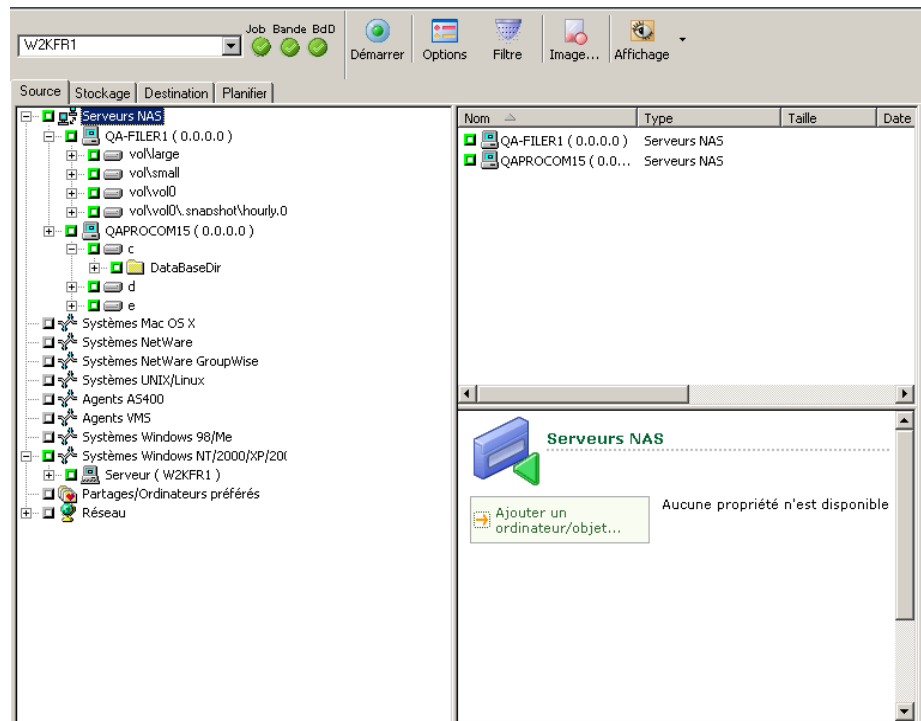 Job Bande BdD
W2KFR1
Démarrer
Options
Filtre
Image...
Affichage
Source
Stockage
Destination
Planifier
Serveurs NAS
QA-FILER1 ( 0.0.0.0 )
vol\large
vol\small
vol\vol0
vol\vol0\.snapshot\hourly.0
QAPROCOM15 ( 0.0.0.0 )
c
DataBaseDir
d
e
Systèmes Mac OS X
Systèmes NetWare
Systèmes NetWare GroupWise
Systèmes UNIX/Linux
Agents AS400
Agents VMS
Systèmes Windows 98/Me
Systèmes Windows NT/2000/XP/20(
Serveur ( W2KFR1 )
Partages/Ordinateurs préférés
Réseau
Nom Type Taille Date
QA-FILER1 ( 0.0.0.0 ) Serveurs NAS
QAPROCOM15 ( 0.0... Serveurs NAS
Serveurs NAS
Ajouter un
ordinateur/objet...
Aucune propriété n'est disponible